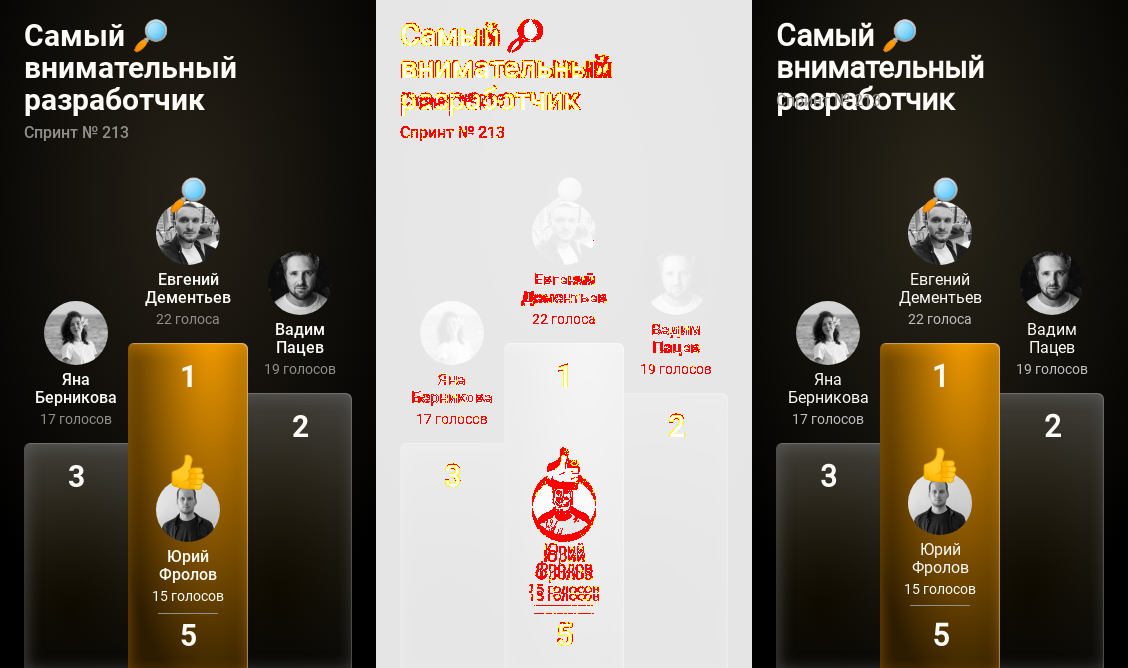 Самый 🔎
внимательный
разработчик
Спринт № 213
Евгений
Дементьев
22 голоса
Вадим
Пацев
19 голосов
Яна
Берникова
17 голосов
1
2
3
Юрий
Фролов
15 голосов
5
Самый
внимательный
разработчик
Спринт № 213
Евгений
Дементьев
22 голоса
Вадим
Пацев
19 голосов
Яна
Берникова
17 голосов
1
2
3
Юрий
Фролов
15 голосов
5
Самый 🔎
внимательный
разработчик
Спринт № 213
Евгений
Дементьев
22 голоса
Вадим
Пацев
19 голосов
Яна
Берникова
17 голосов
1
2
3
Юрий
Фролов
15 голосов
5